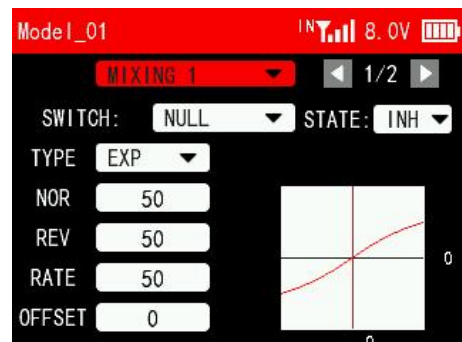 Model_01 IN 8.0V
MIXING 1 1/2
SWITCH: NULL STATE: INH
TYPE EXP
NOR 50
REV 50
RATE 50 0
OFFSET 0
0